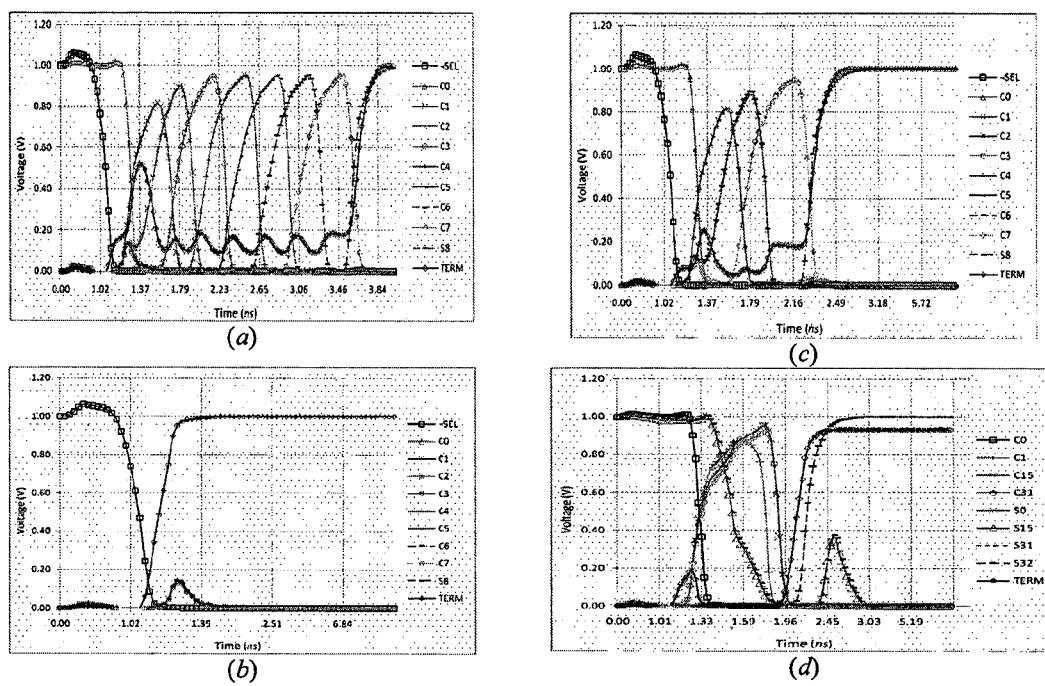 1.20
1.00
0.80
0.60
0.40
0.20
0.00
Voltage (V)
0.00 1.02 1.37 1.79 2.23 2.65 3.06 3.46 3.84
Time (ns)
-SEL
C0
C1
C2
C3
C4
C5
C6
C7
S8
TERM
(a)
1.20
1.00
0.80
0.60
0.40
0.20
0.00
Voltage (V)
0.00 1.02 1.37 1.79 2.16 2.49 3.18 5.72
Time (ns)
-SEL
C0
C1
C2
C3
C4
C5
C6
C7
S8
TERM
(c)
1.20
1.00
0.80
0.60
0.40
0.20
0.00
Voltage (V)
0.00 1.02 1.35 2.51 6.84
Time (ns)
-SEL
C0
C1
C2
C3
C4
C5
C6
C7
S8
TERM
(b)
1.20
1.00
0.80
0.60
0.40
0.20
0.00
Voltage (V)
0.00 1.01 1.33 1.59 1.96 2.45 3.03 5.19
Time (ns)
C0
C1
C15
C31
S0
S15
S31
S32
TERM
(d)